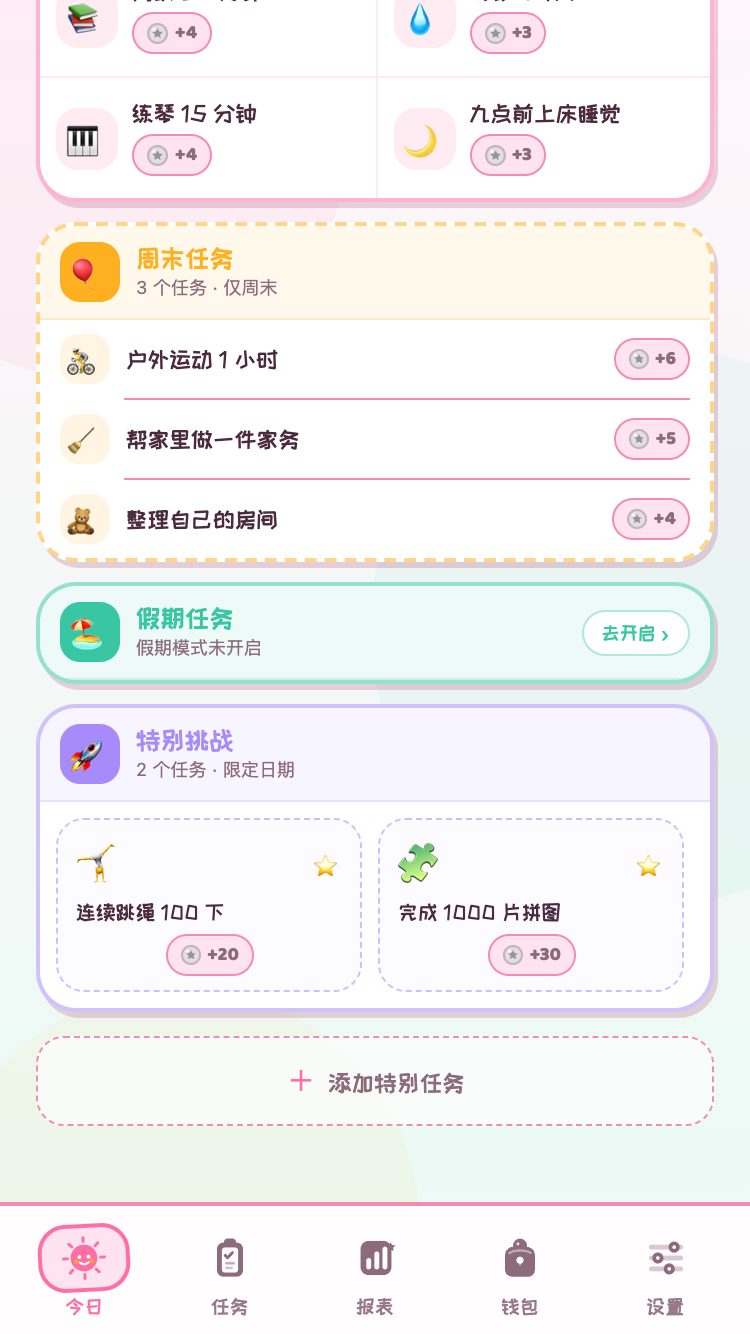 +4
+3
练琴 15 分钟
九点前上床睡觉
+4
+3
周末任务
3 个任务 · 仅周末
户外运动 1 小时
+6
帮家里做一件家务
+5
整理自己的房间
+4
假期任务
假期模式未开启
去开启 ›
特别挑战
2 个任务 · 限定日期
连续跳绳 100 下
完成 1000 片拼图
+20
+30
+ 添加特别任务
今日
任务
报表
钱包
设置